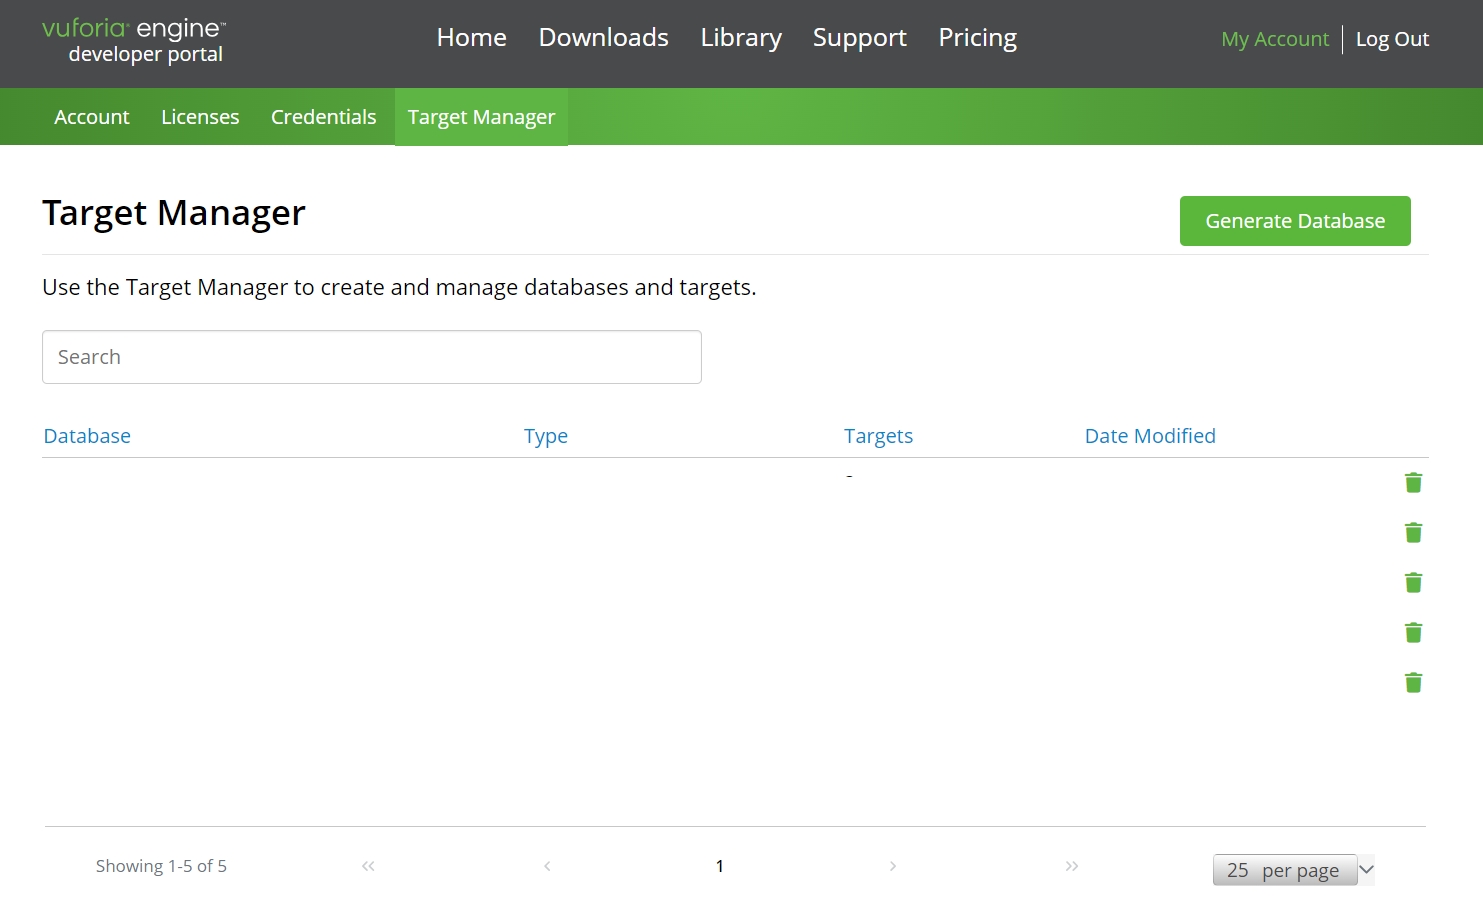 vuforia® engine™
developer portal
Home Downloads Library Support Pricing
My Account Log Out
Account Licenses Credentials Target Manager
Target Manager
Generate Database
Use the Target Manager to create and manage databases and targets.
Search
Database Type Targets Date Modified
-
Showing 1-5 of 5 « ‹ 1 › » 25 per page